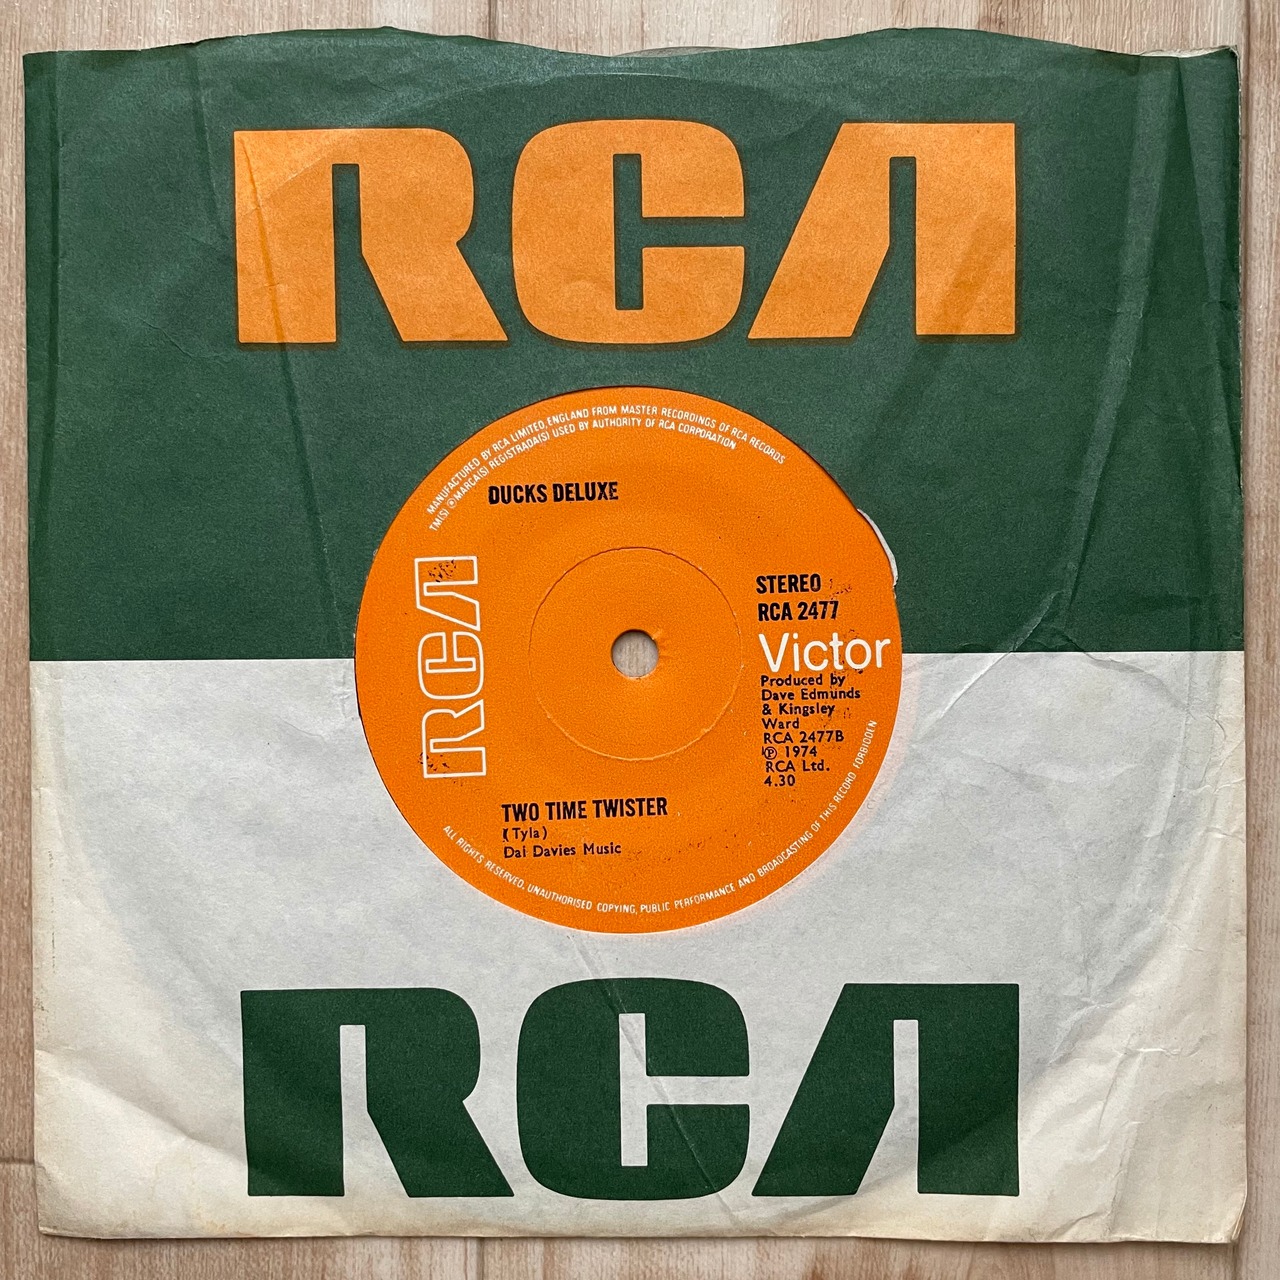 RCA
MANUFACTURED BY RCA LIMITED, ENGLAND FROM MASTER RECORDINGS OF RCA RECORDS
TM(S) ® MARCA(S) REGISTRADA(S) USED BY AUTHORITY OF RCA CORPORATION
DUCKS DELUXE
RCA
STEREO
RCA 2477
Victor
Produced by
Dave Edmunds
& Kingsley
Ward
RCA 2477B
℗ 1974
RCA Ltd.
4.30
TWO TIME TWISTER
(Tyla)
Dai Davies Music
ALL RIGHTS RESERVED, UNAUTHORISED COPYING, PUBLIC PERFORMANCE AND BROADCASTING OF THIS RECORD FORBIDDEN
RCA